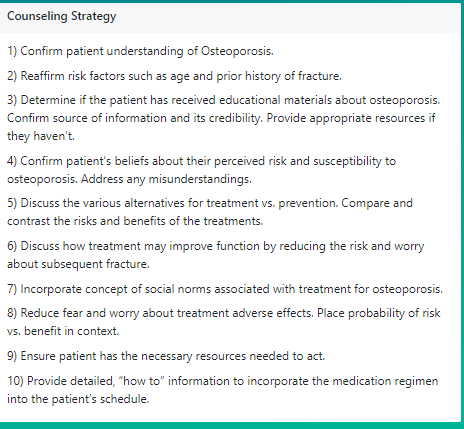 Counseling Strategy
1) Confirm patient understanding of Osteoporosis.
2) Reaffirm risk factors such as age and prior history of fracture.
3) Determine if the patient has received educational materials about osteoporosis.
Confirm source of information and its credibility. Provide appropriate resources if
they haven't.
4) Confirm patient's beliefs about their perceived risk and susceptibility to
osteoporosis. Address any misunderstandings.
5) Discuss the various alternatives for treatment vs. prevention. Compare and
contrast the risks and benefits of the treatments.
6) Discuss how treatment may improve function by reducing the risk and worry
about subsequent fracture.
7) Incorporate concept of social norms associated with treatment for osteoporosis.
8) Reduce fear and worry about treatment adverse effects. Place probability of risk
vs. benefit in context.
9) Ensure patient has the necessary resources needed to act.
10) Provide detailed, "how to" information to incorporate the medication regimen
into the patient's schedule.